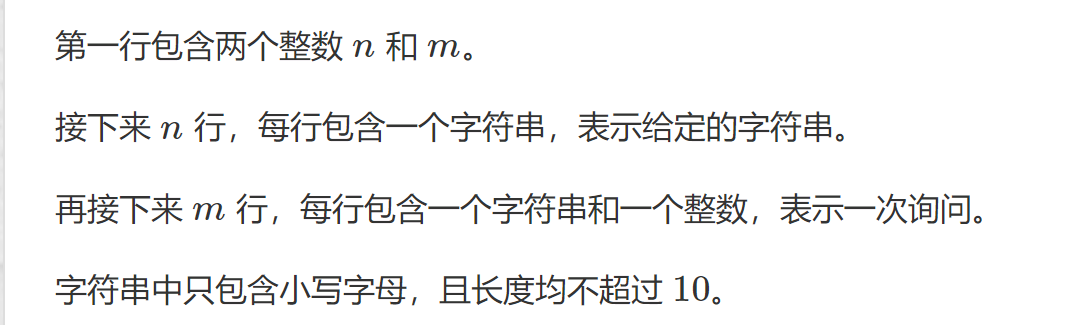 第一行包含两个整数 n 和 m。
接下来 n 行，每行包含一个字符串，表示给定的字符串。
再接下来 m 行，每行包含一个字符串和一个整数，表示一次询问。
字符串中只包含小写字母，且长度均不超过 10。